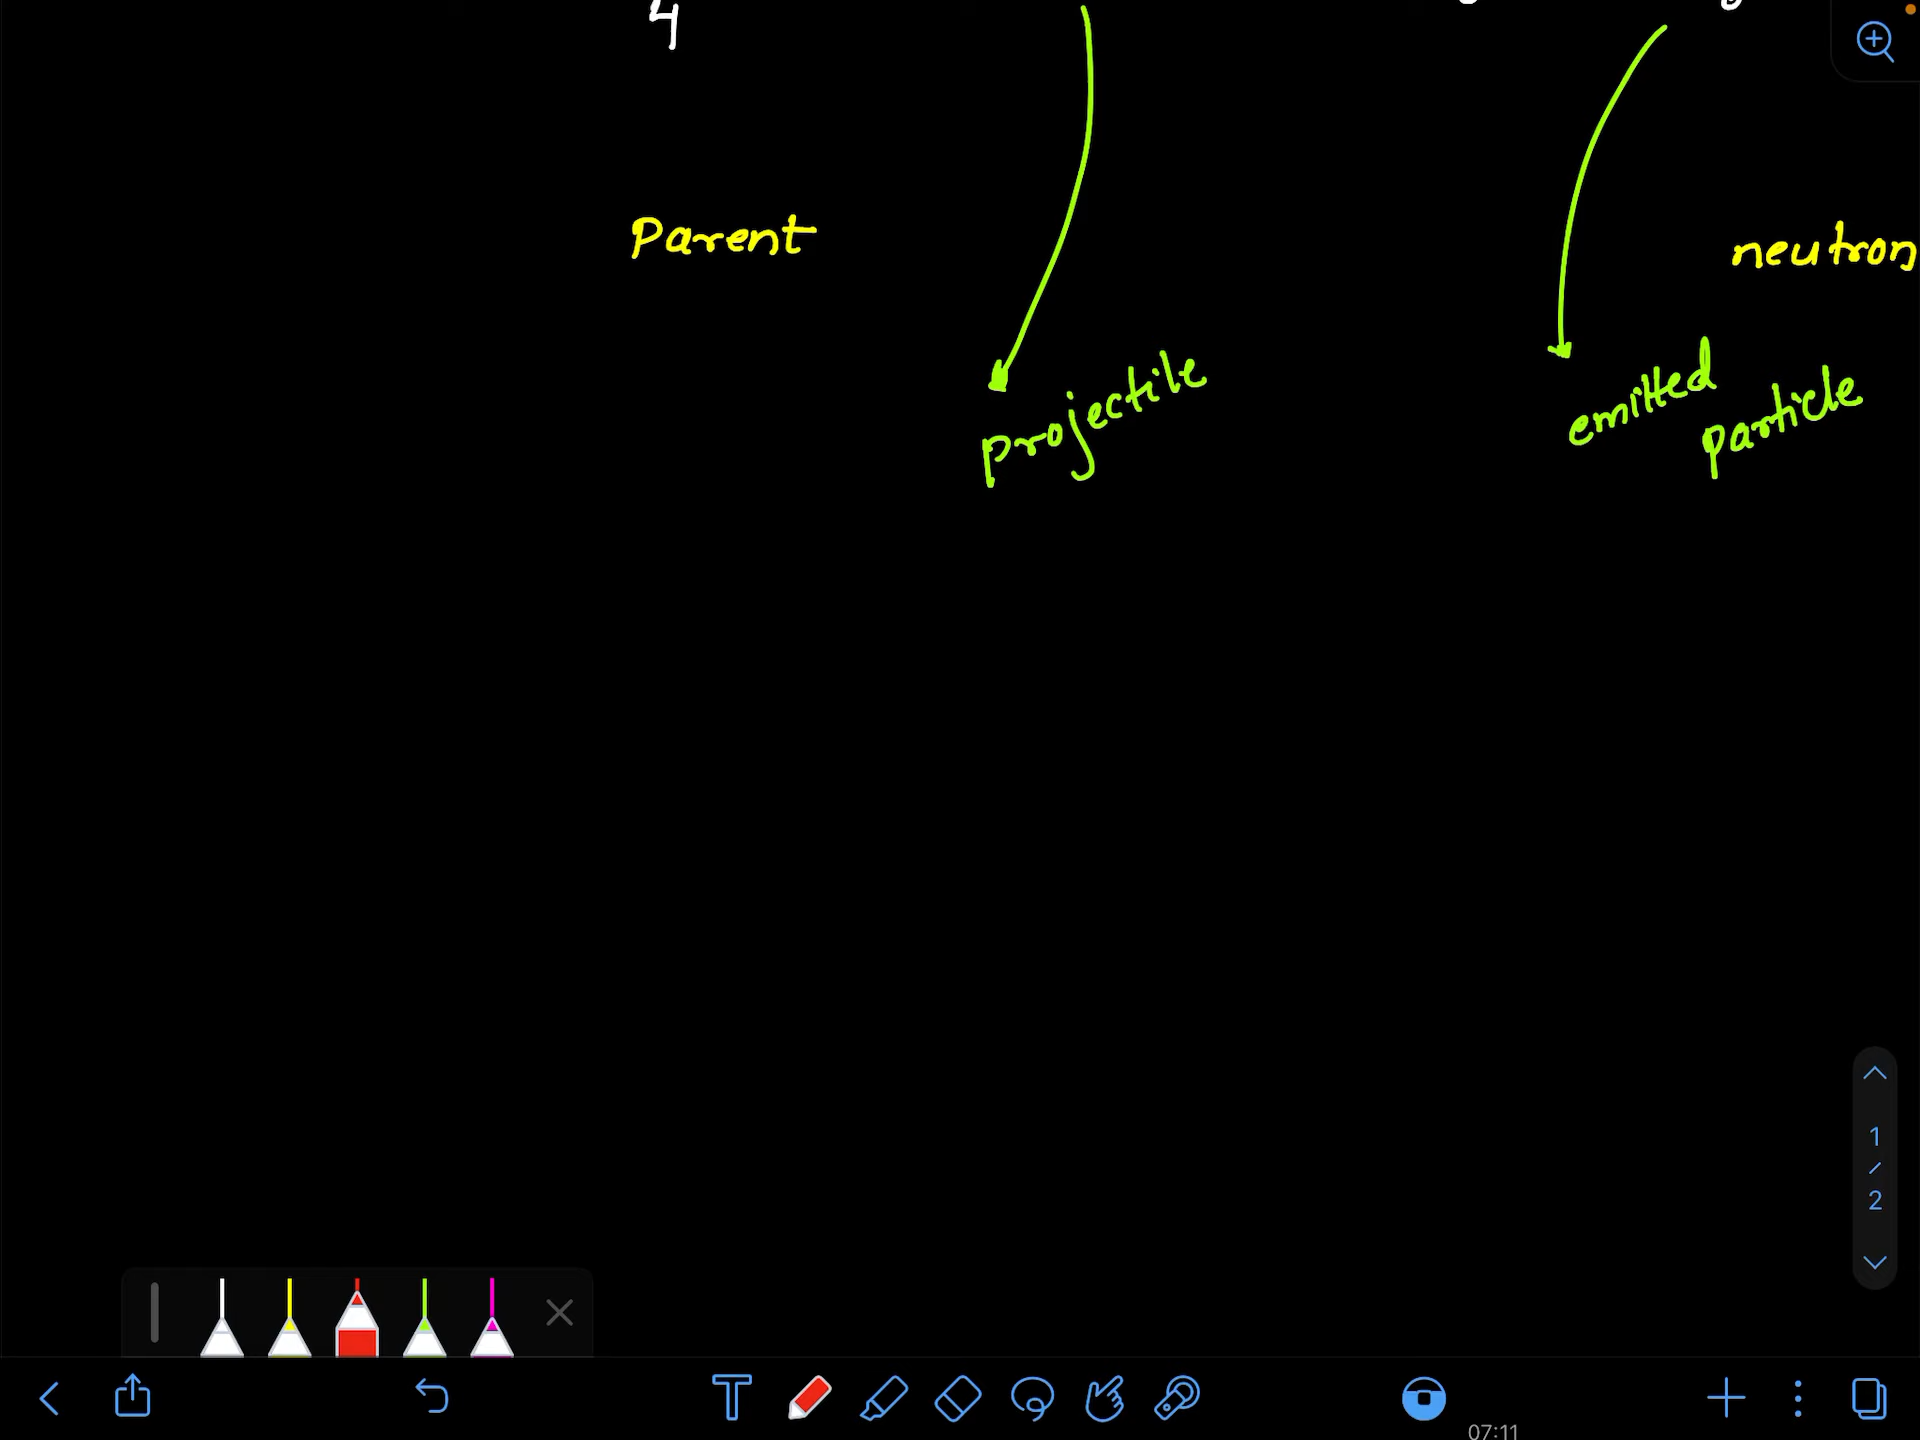 4
Parent
neutron
projectile
emitted
particle
1
/
2
07:11